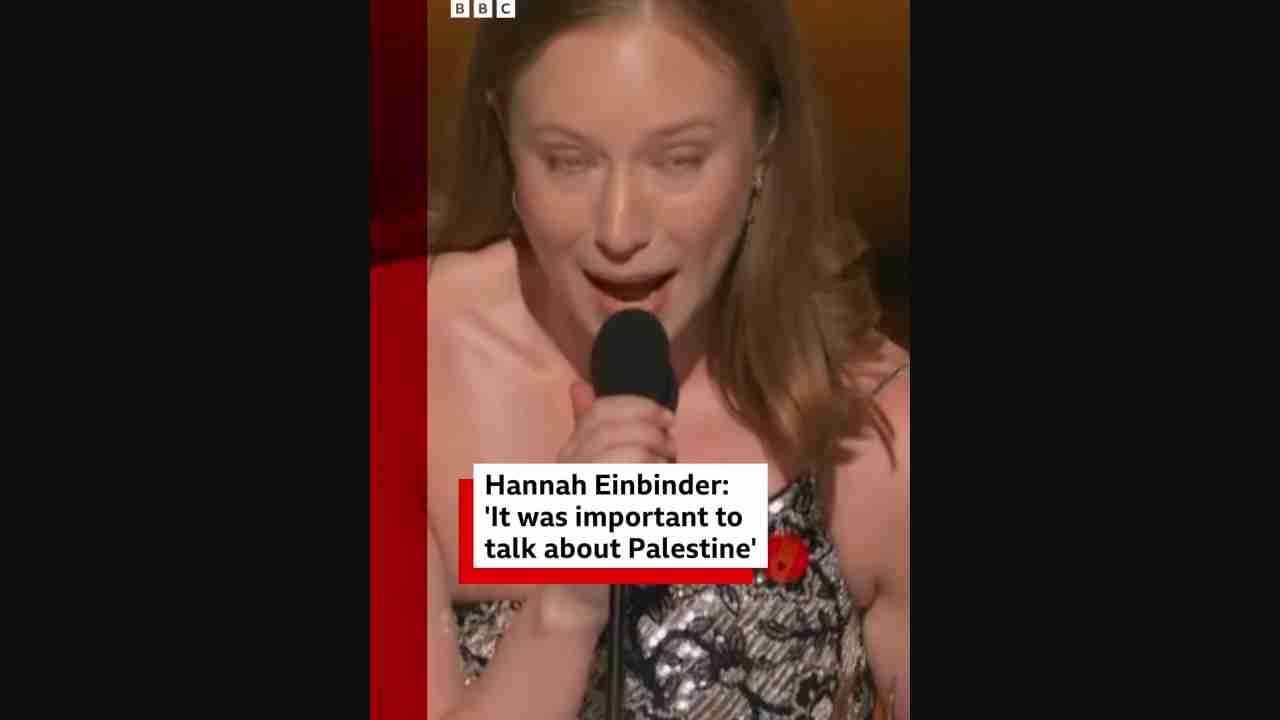 BBC
Hannah Einbinder:
'It was important to
talk about Palestine'